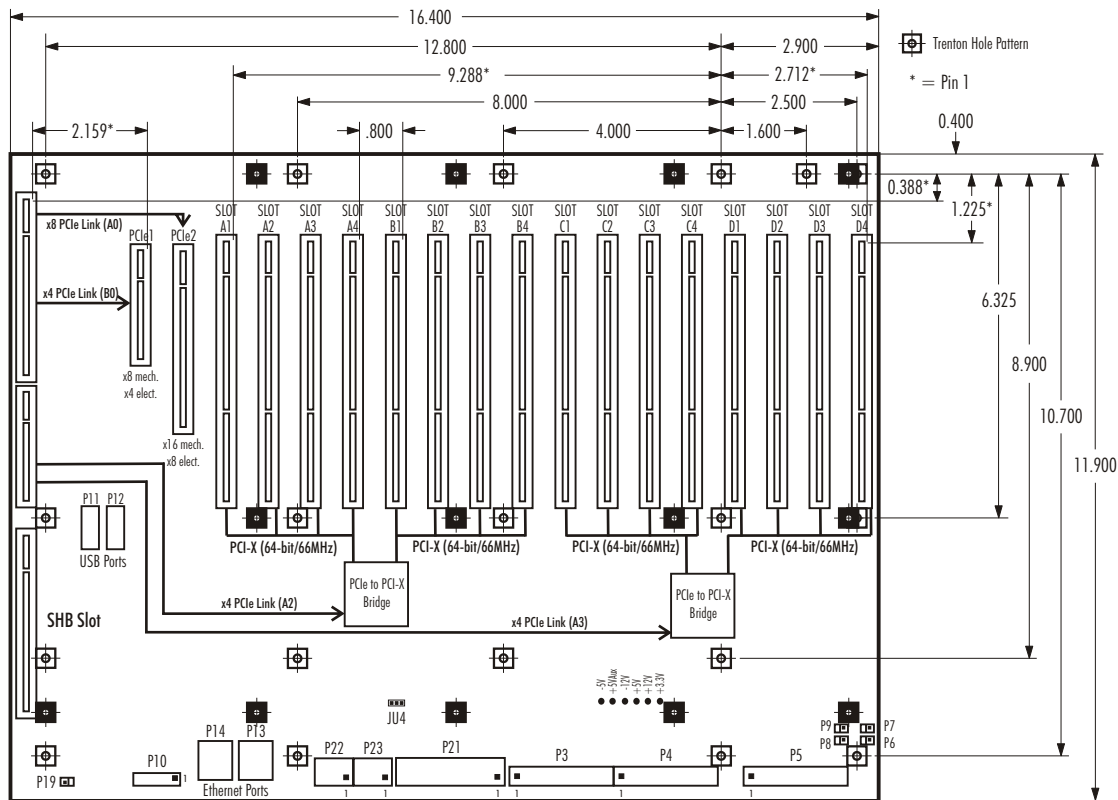 16.400
12.800
2.900
Trenton Hole Pattern
9.288*
2.712*
* = Pin 1
8.000
2.500
2.159*
.800
4.000
1.600
0.400
0.388*
1.225*
x8 PCIe Link (A0)
PCIe1
PCIe2
SLOT A1
SLOT A2
SLOT A3
SLOT A4
SLOT B1
SLOT B2
SLOT B3
SLOT B4
SLOT C1
SLOT C2
SLOT C3
SLOT C4
SLOT D1
SLOT D2
SLOT D3
SLOT D4
x4 PCIe Link (B0)
6.325
8.900
x8 mech.
x4 elect.
10.700
x16 mech.
x8 elect.
11.900
P11
P12
USB Ports
PCI-X (64-bit/66MHz)
PCI-X (64-bit/66MHz)
PCI-X (64-bit/66MHz)
PCI-X (64-bit/66MHz)
PCIe to PCI-X
Bridge
PCIe to PCI-X
Bridge
x4 PCIe Link (A2)
SHB Slot
x4 PCIe Link (A3)
-5V
+5VAux
-12V
+5V
+12V
+3.3V
JU4
P14
P13
P9
P7
P8
P6
P22
P23
P21
P3
P4
P5
P10
P19
1
Ethernet Ports
1
1
1
1
1
1